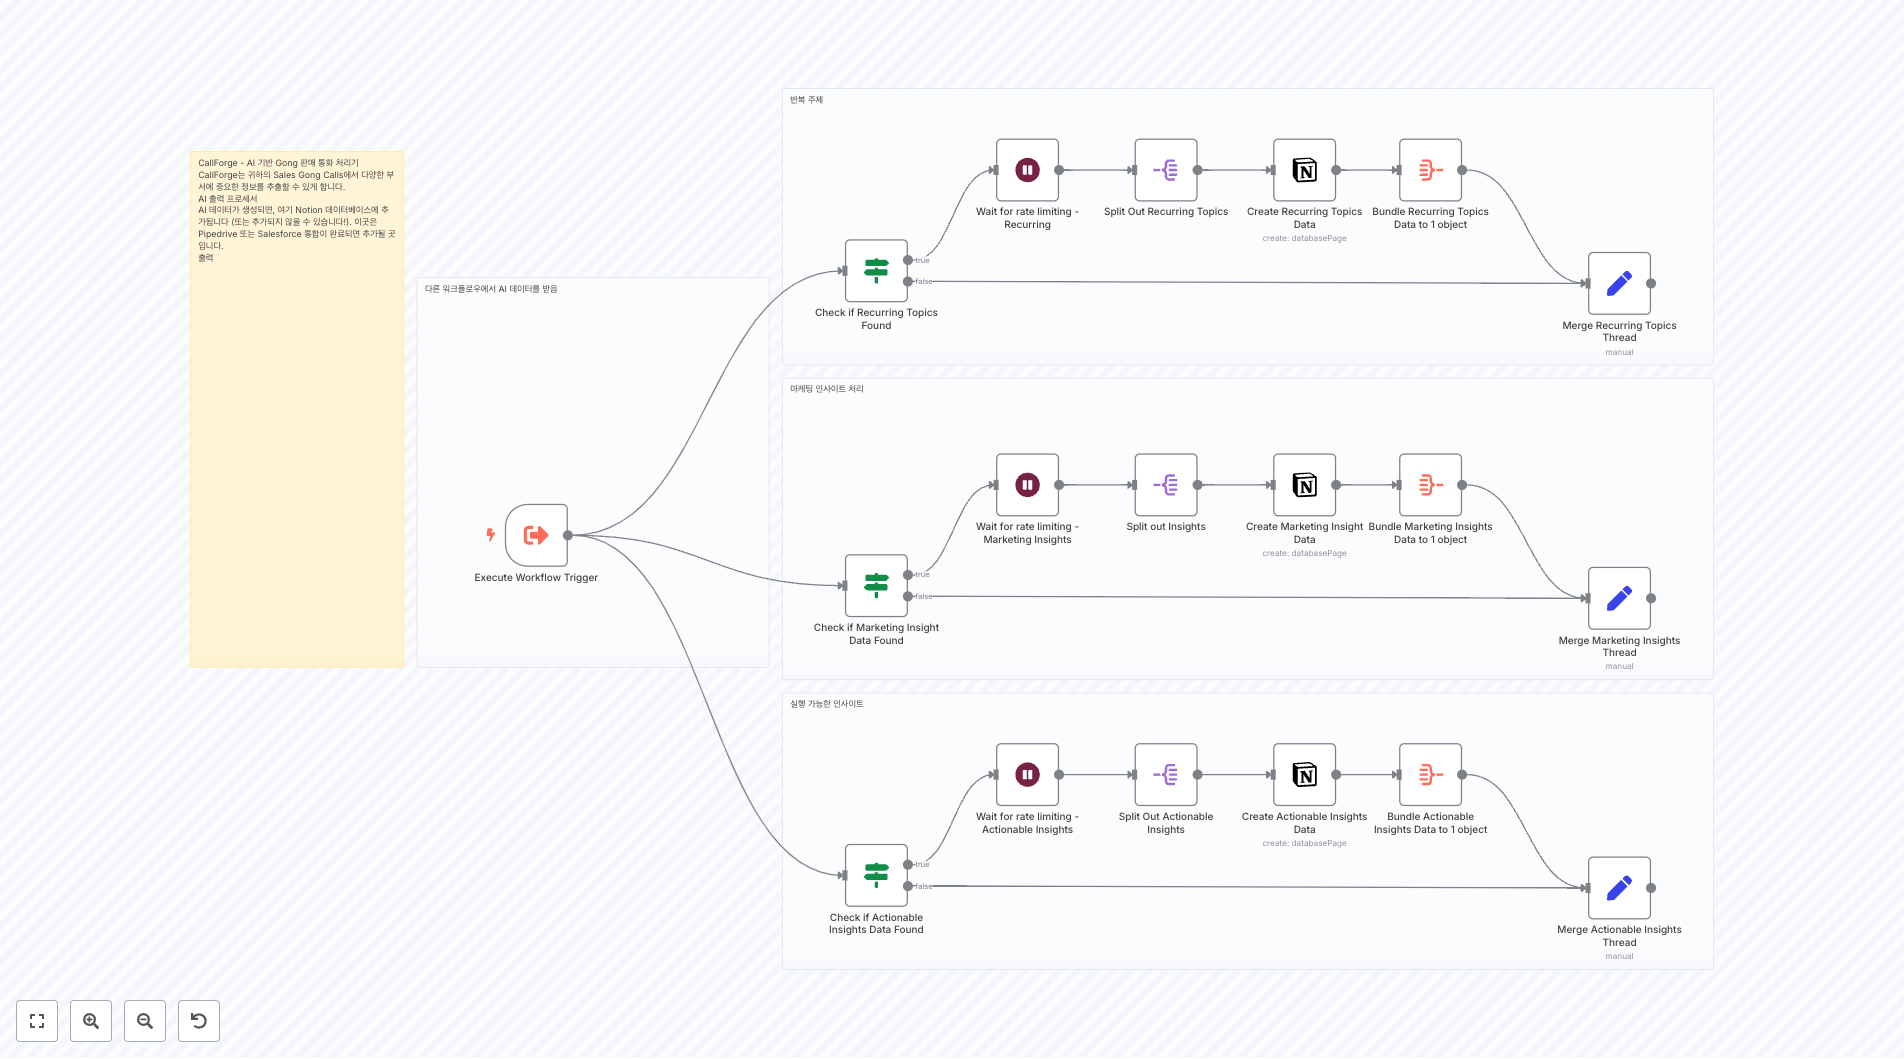 CallForge - AI 기반 Gong 판매 통화 처리기
CallForge는 귀하의 Sales Gong Calls에서 다양한 부
서에 중요한 정보를 추출할 수 있게 합니다.
AI 출력 프로세서
AI 데이터가 생성되면, 여기 Notion 데이터베이스에 추
가됩니다 (또는 추가되지 않을 수 있습니다!). 이곳은
Pipedrive 또는 Salesforce 통합이 완료되면 추가될 곳
입니다.
출력
다른 워크플로우에서 AI 데이터를 받음
Execute Workflow Trigger
반복 주제
Wait for rate limiting -
Recurring
Split Out Recurring Topics
Create Recurring Topics
Data
create: databasePage
Bundle Recurring Topics
Data to 1 object
true
false
Check if Recurring Topics
Found
Merge Recurring Topics
Thread
manual
마케팅 인사이트 처리
Wait for rate limiting -
Marketing Insights
Split out Insights
Create Marketing Insight
Data
create: databasePage
Bundle Marketing Insights
Data to 1 object
true
false
Check if Marketing Insight
Data Found
Merge Marketing Insights
Thread
manual
실행 가능한 인사이트
Wait for rate limiting -
Actionable Insights
Split Out Actionable
Insights
Create Actionable Insights
Data
create: databasePage
Bundle Actionable
Insights Data to 1 object
true
false
Check if Actionable
Insights Data Found
Merge Actionable Insights
Thread
manual